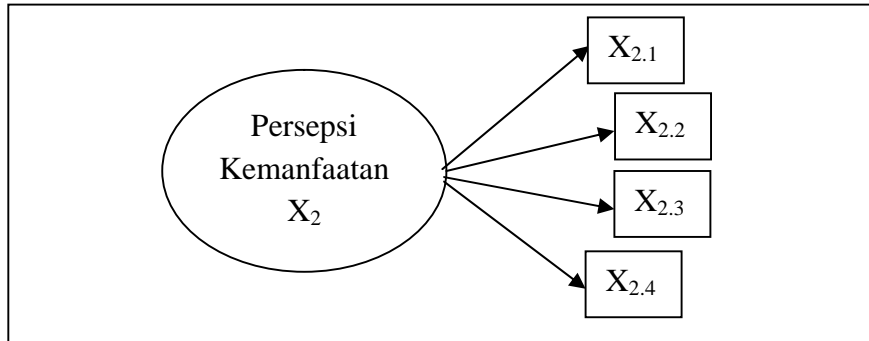 Persepsi
Kemanfaatan
X₂
X₂.₁
X₂.₂
X₂.₃
X₂.₄